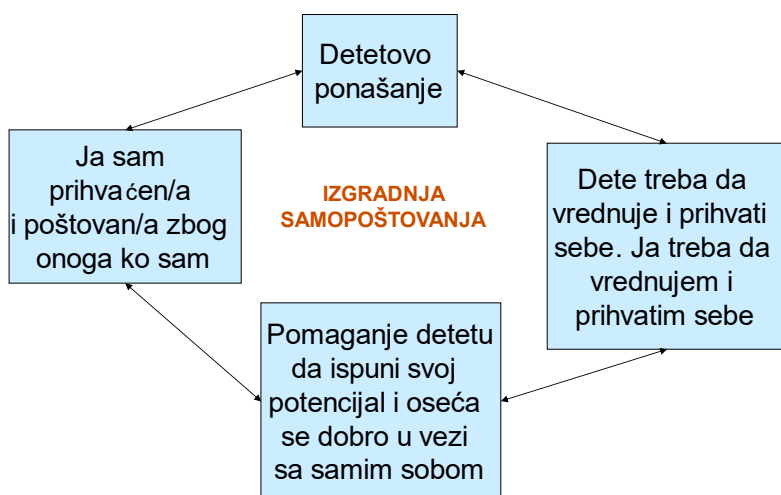 Detetovo
ponašanje
Ja sam
prihvaćen/a
i poštovan/a zbog
onoga ko sam
IZGRADNJA
SAMOPOŠTOVANJA
Dete treba da
vrednuje i prihvati
sebe. Ja treba da
vrednujem i
prihvatim sebe
Pomaganje detetu
da ispuni svoj
potencijal i oseća
se dobro u vezi
sa samim sobom